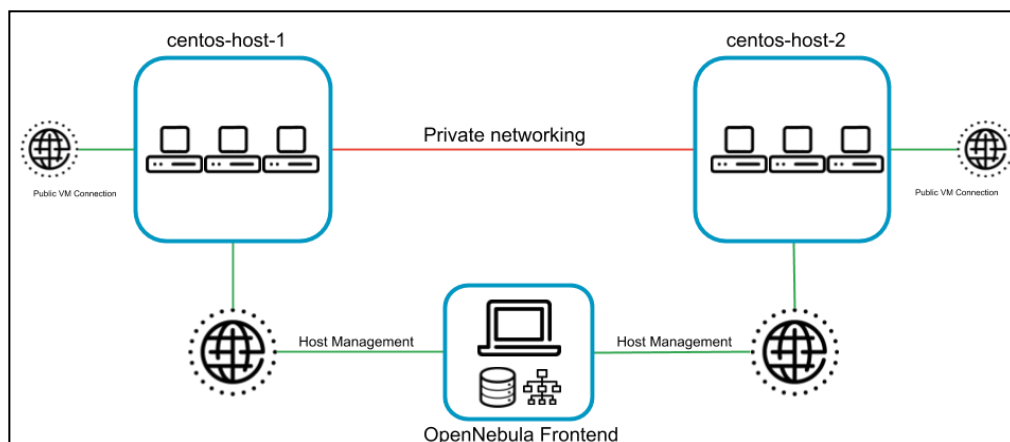 centos-host-1
centos-host-2
Private networking
Public VM Connection
Public VM Connection
Host Management
Host Management
OpenNebula Frontend